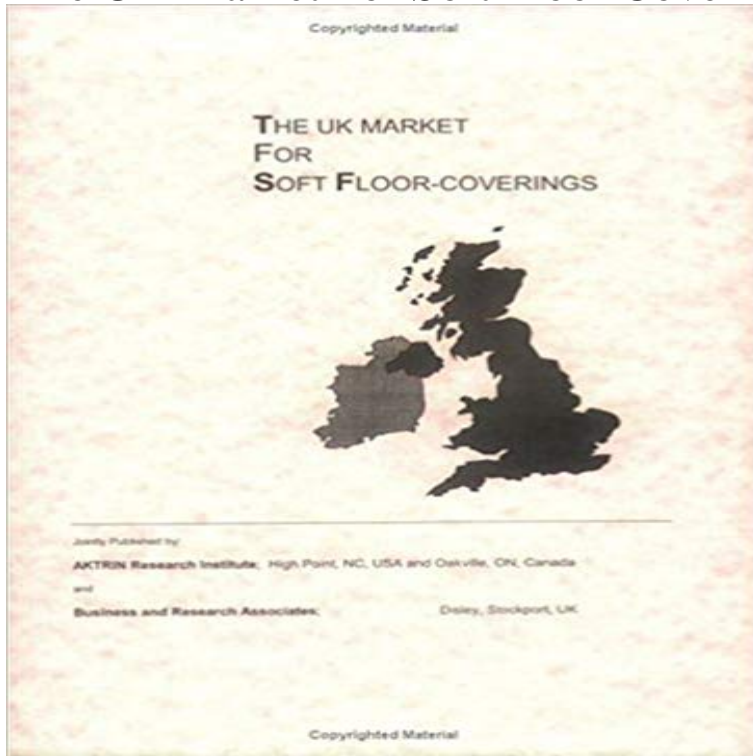 Copyrighted Material
THE UK MARKET
FOR
SOFT FLOOR-COVERINGS
Jointly Published by:
AKTRIN Research Institute; High Point, NC, USA and Oakville, ON, Canada
and
Business and Research Associates; Disley, Stockport, UK
Copyrighted Material